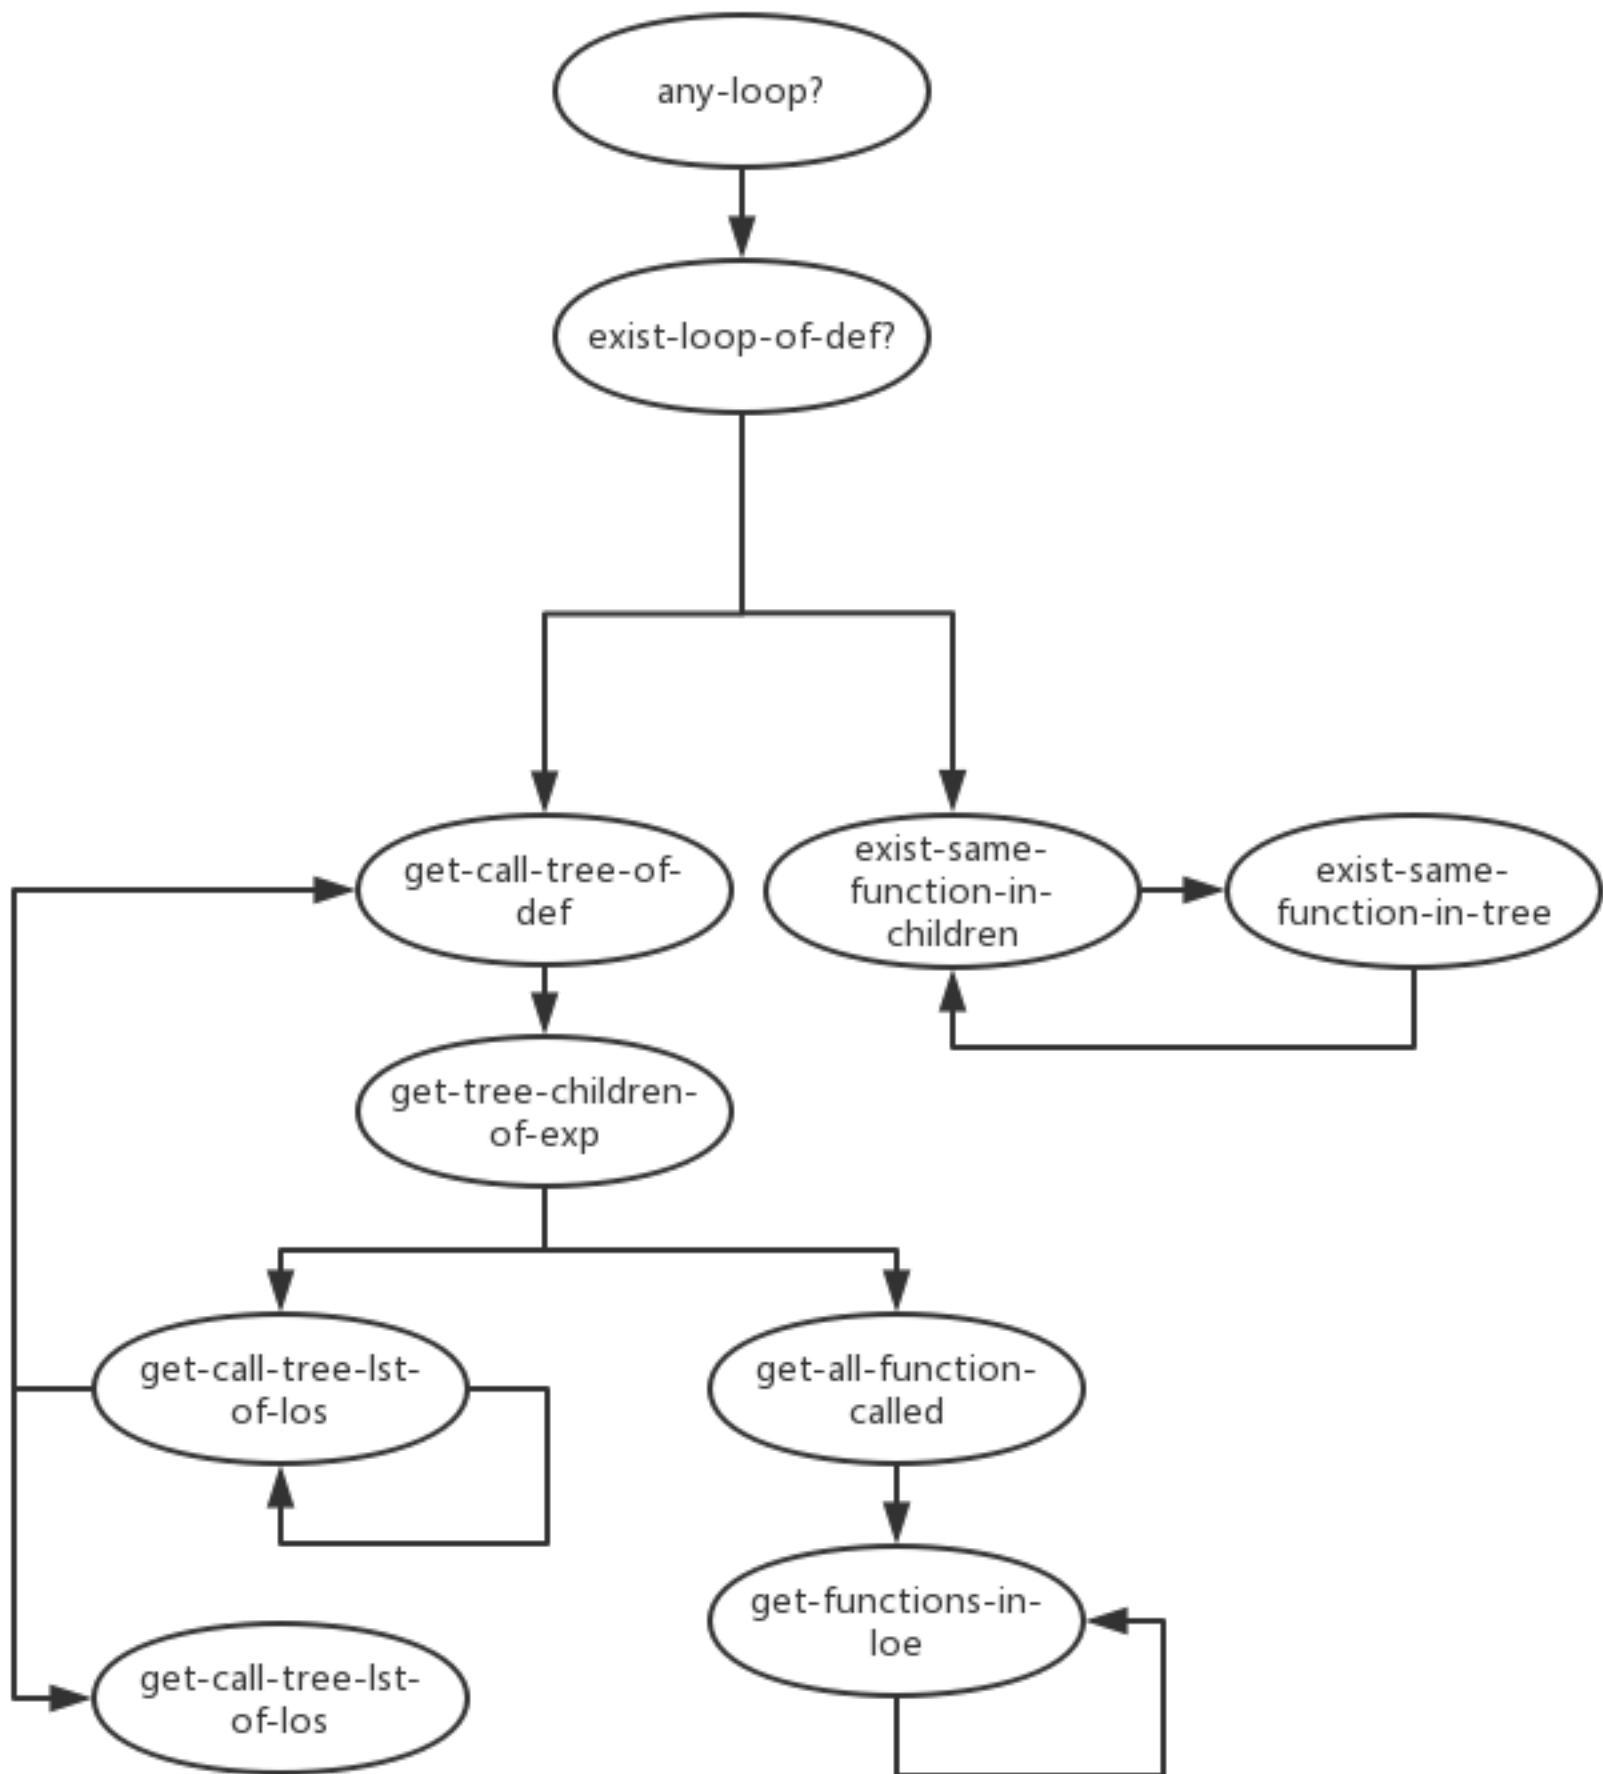 any-loop?
exist-loop-of-def?
get-call-tree-of-
def
exist-same-
function-in-
children
exist-same-
function-in-tree
get-tree-children-
of-exp
get-call-tree-lst-
of-los
get-all-function-
called
get-functions-in-
loe
get-call-tree-lst-
of-los